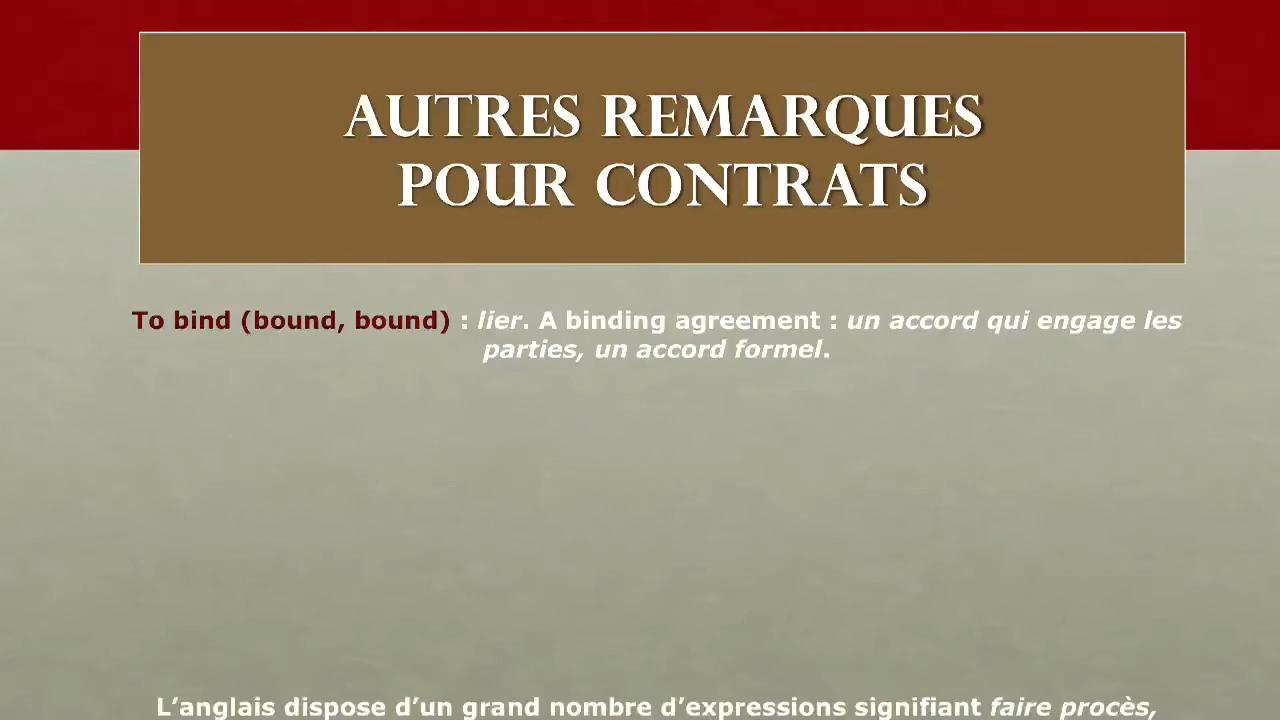 AUTRES REMARQUES
POUR CONTRATS
To bind (bound, bound) : lier. A binding agreement : un accord qui engage les
parties, un accord formel.
L’anglais dispose d’un grand nombre d’expressions signifiant faire procès,